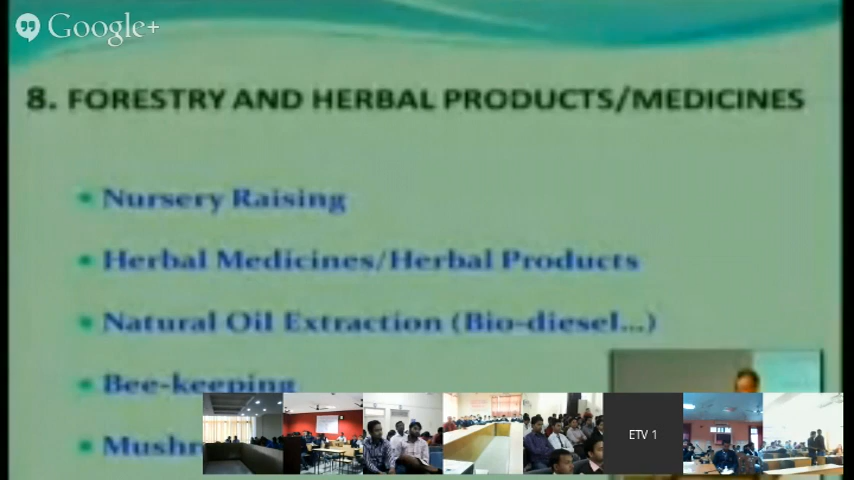 Google+
8. FORESTRY AND HERBAL PRODUCTS/MEDICINES
Nursery Raising
Herbal Medicines/Herbal Products
Natural Oil Extraction (Bio-diesel...)
Bee-keeping
ETV 1